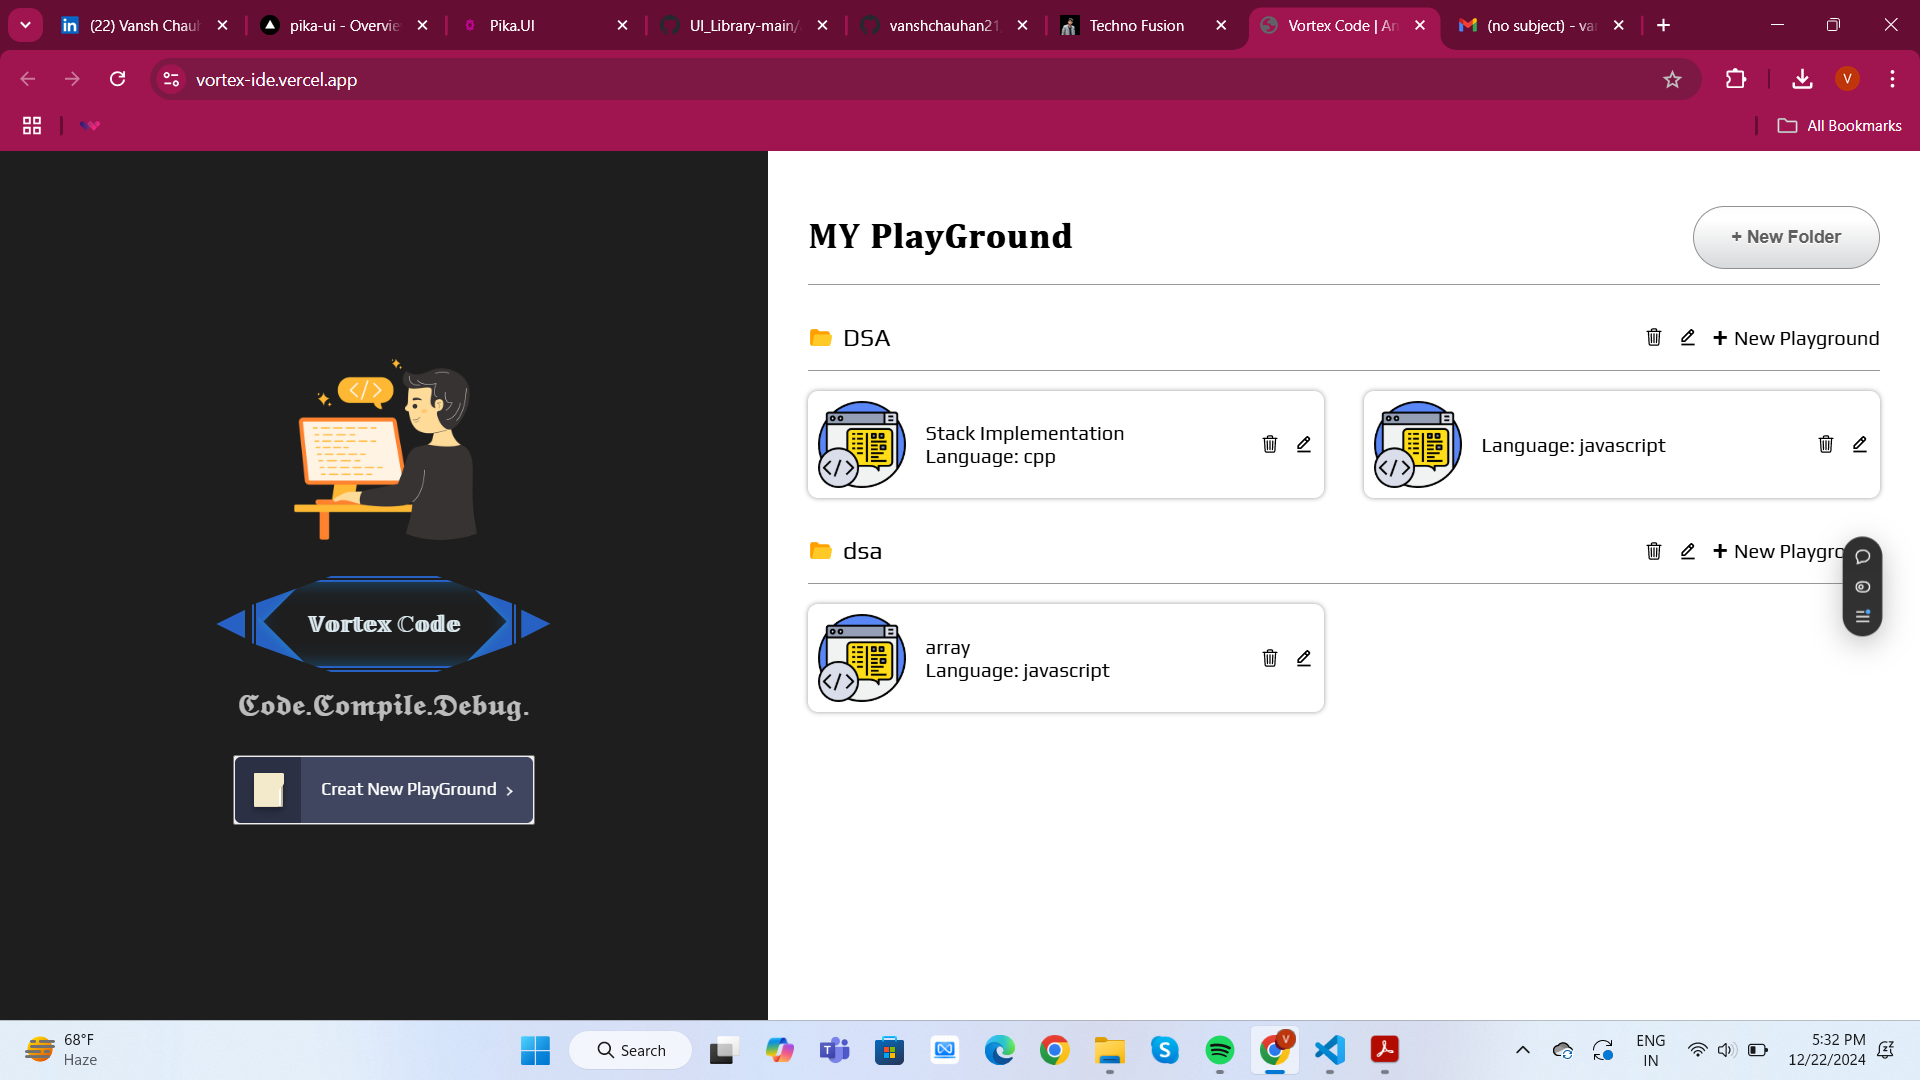 (22) Vansh Chauh
pika-ui - Overvie
Pika.UI
UI_Library-main/
vanshchauhan21
Techno Fusion
Vortex Code | An
(no subject) - va
vortex-ide.vercel.app
V
All Bookmarks
MY PlayGround
+ New Folder
DSA
+ New Playground
Stack Implementation
Language: cpp
Language: javascript
dsa
+ New Playgro
array
Language: javascript
Vortex Code
Code.Compile.Debug.
Creat New PlayGround
68°F
Haze
Search
ENG
IN
5:32 PM
12/22/2024